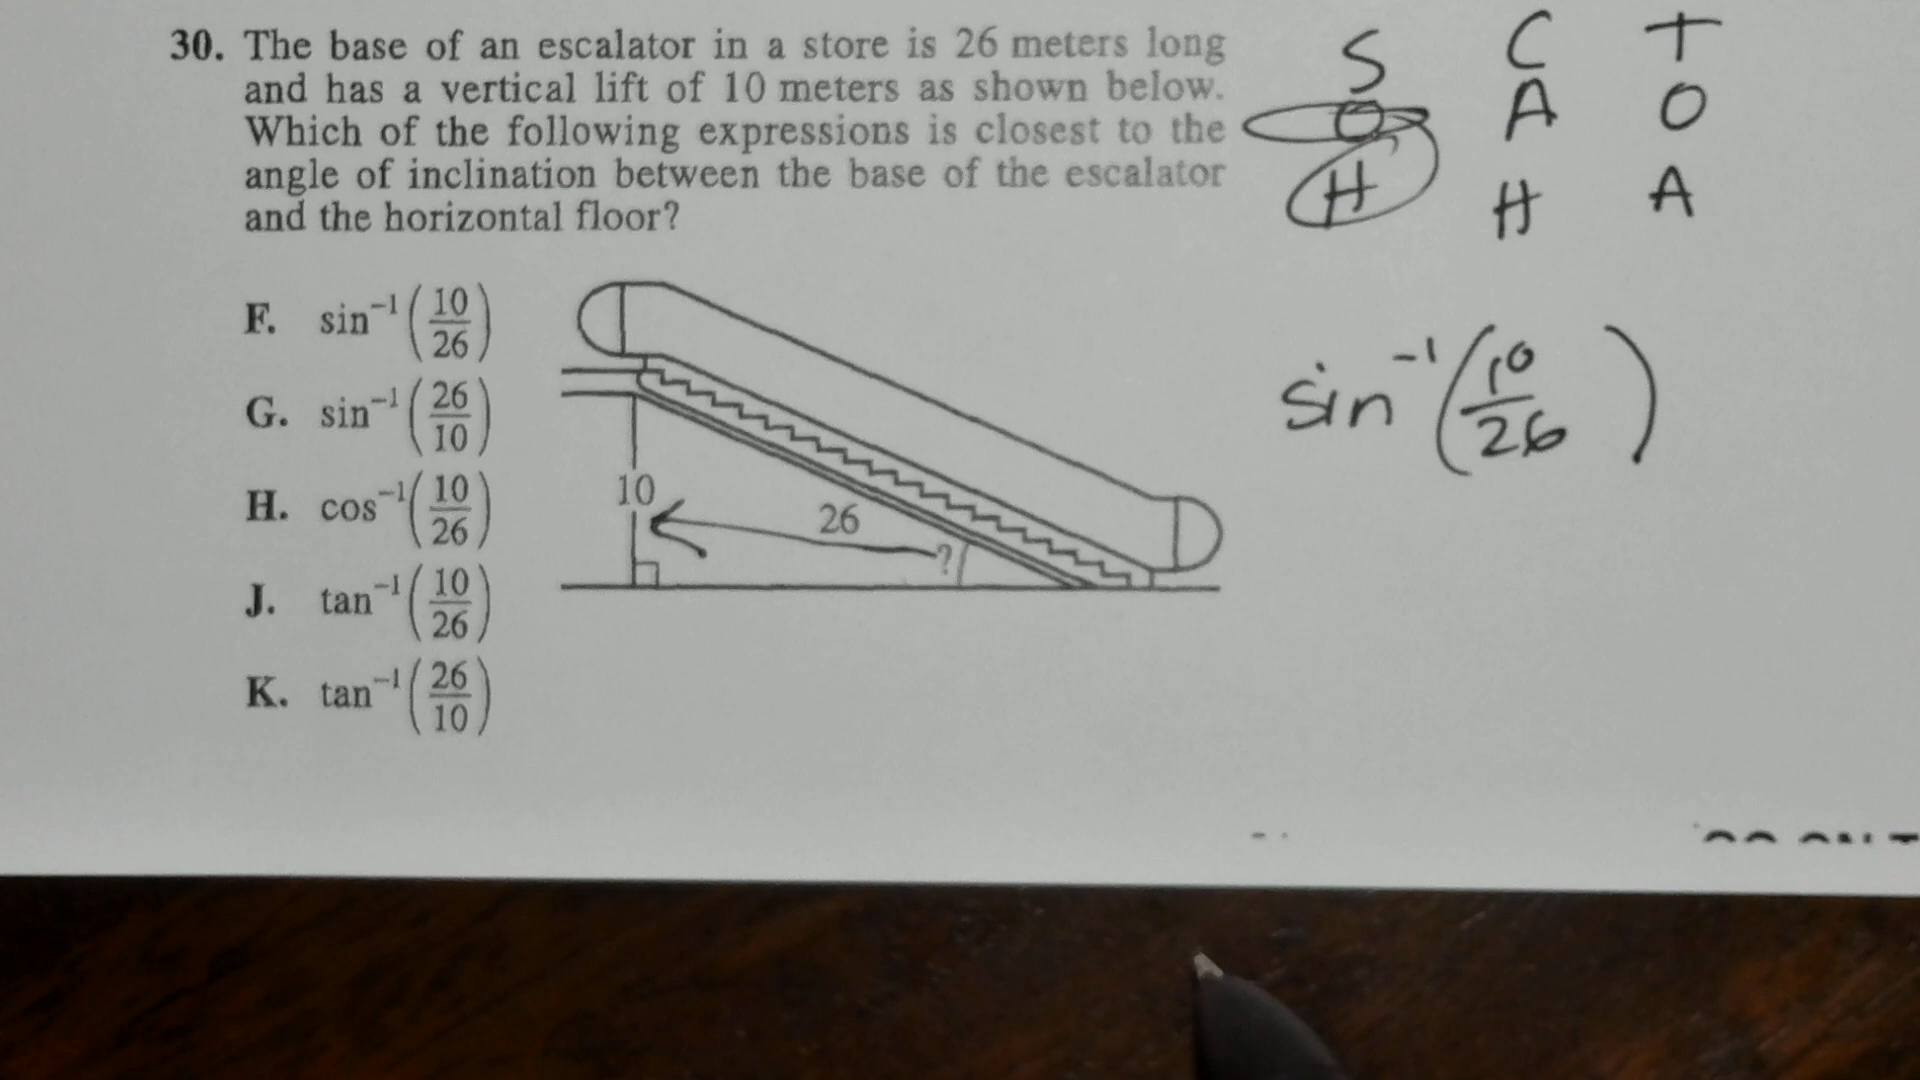 30. The base of an escalator in a store is 26 meters long
and has a vertical lift of 10 meters as shown below.
Which of the following expressions is closest to the
angle of inclination between the base of the escalator
and the horizontal floor?
F. sin⁻¹(10/26)
G. sin⁻¹(26/10)
H. cos⁻¹(10/26)
J. tan⁻¹(10/26)
K. tan⁻¹(26/10)
10
26
?
S C T
O A O
H H A
sin⁻¹(10/26)